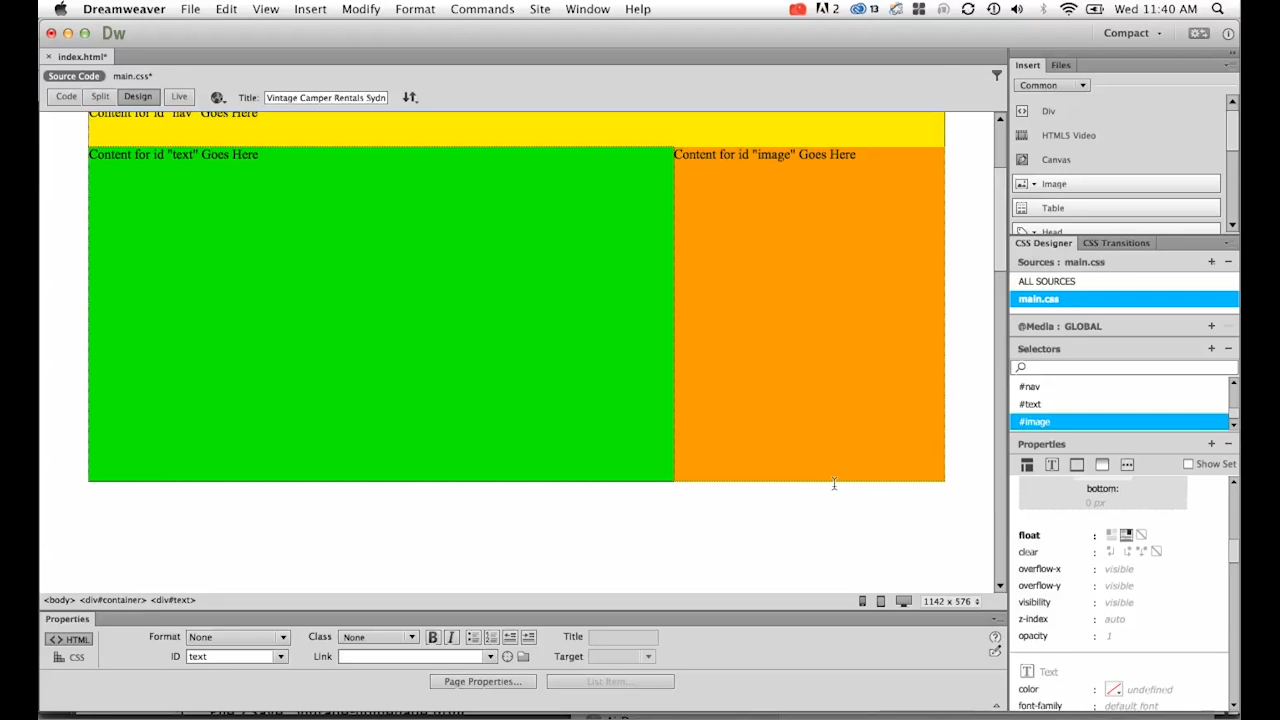 Dreamweaver File Edit View Insert Modify Format Commands Site Window Help 2 13 Wed 11:40 AM
Dw Compact
index.html*
Source Code main.css*
Code Split Design Live Title: Vintage Camper Rentals Sydn
Content for id "nav" Goes Here
Content for id "text" Goes Here
Content for id "image" Goes Here
<body> <div#container> <div#text> 1142 x 576
Properties
<> HTML Format None Class None B I Title
CSS ID text Link Target
Page Properties... List Item...
Insert Files
Common
Div
HTML5 Video
Canvas
Image
Table
Head
CSS Designer CSS Transitions
Sources : main.css
ALL SOURCES
main.css
@Media : GLOBAL
Selectors
#nav
#text
#image
Properties
Show Set
bottom:
0 px
float :
clear :
overflow-x : visible
overflow-y : visible
visibility : visible
z-index : auto
opacity : 1
T Text
color : undefined
font-family : default font